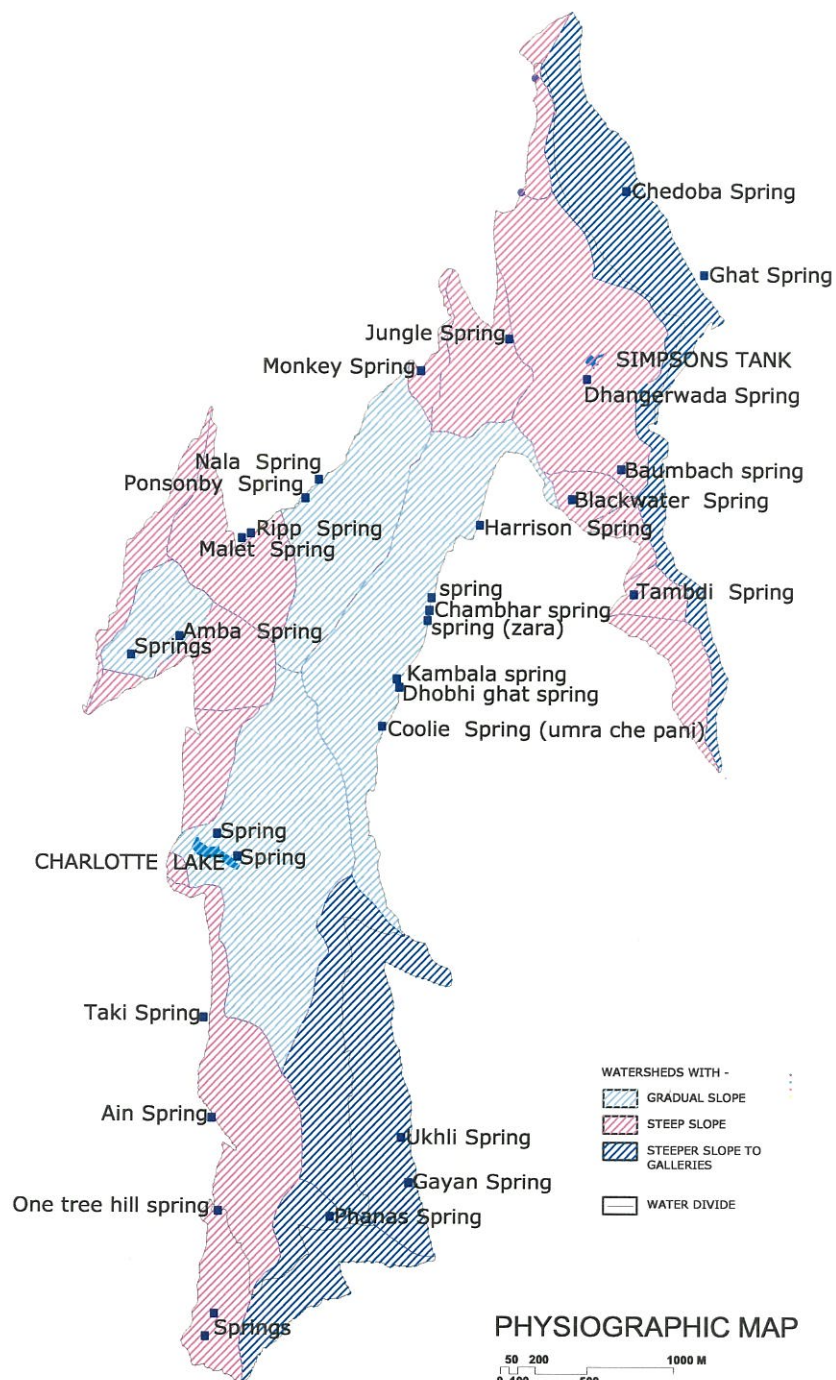 Chedoba Spring
Ghat Spring
Jungle Spring
SIMPSONS TANK
Monkey Spring
Dhangerwada Spring
Nala Spring
Baumbach spring
Ponsonby Spring
Blackwater Spring
Ripp Spring
Harrison Spring
Malet Spring
spring
Tambdi Spring
Chambhar spring
spring (zara)
Amba Spring
Springs
Kambala spring
Dhobhi ghat spring
Coolie Spring (umra che pani)
Spring
Spring
CHARLOTTE LAKE
Taki Spring
Ain Spring
Ukhli Spring
Gayan Spring
One tree hill spring
Phanas Spring
Springs
WATERSHEDS WITH -
GRADUAL SLOPE
STEEP SLOPE
STEEPER SLOPE TO
GALLERIES
WATER DIVIDE
PHYSIOGRAPHIC MAP
50 200 1000 M
0 100 500